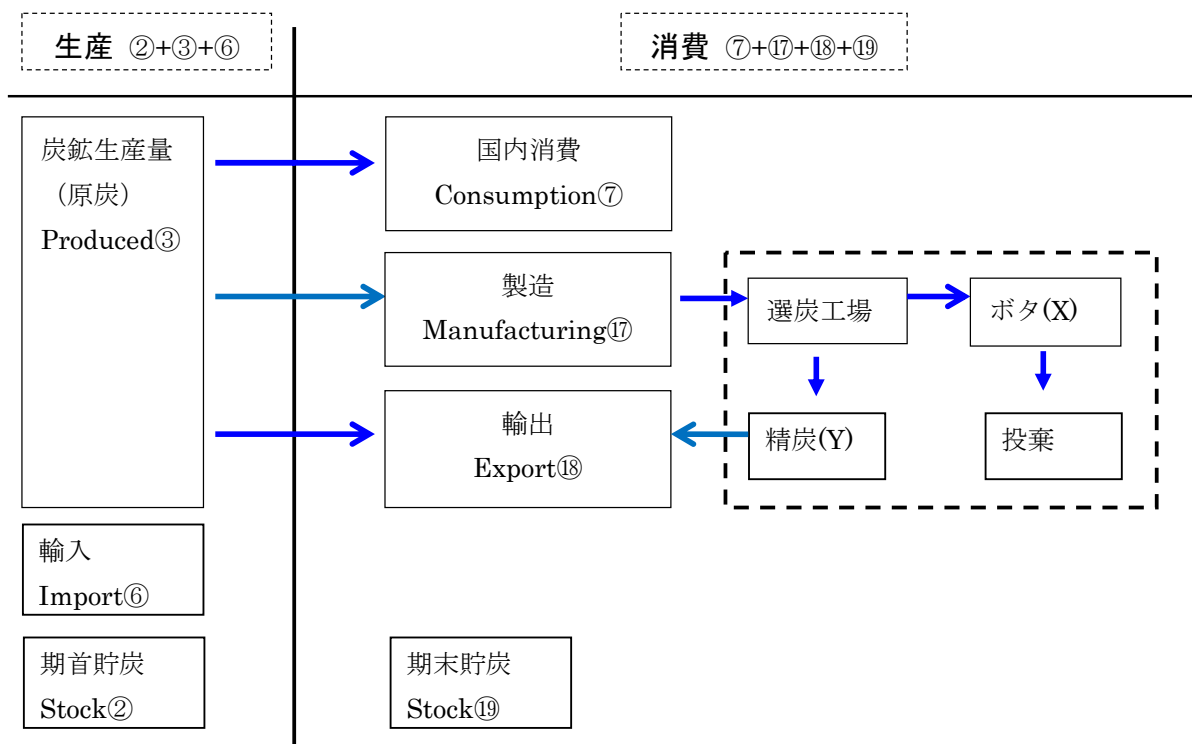 生産 ②+③+⑥
消費 ⑦+⑰+⑱+⑲
炭鉱生産量
（原炭）
Produced③
国内消費
Consumption⑦
製造
Manufacturing⑰
選炭工場
ボタ(X)
輸出
Export⑱
精炭(Y)
投棄
輸入
Import⑥
期首貯炭
Stock②
期末貯炭
Stock⑲